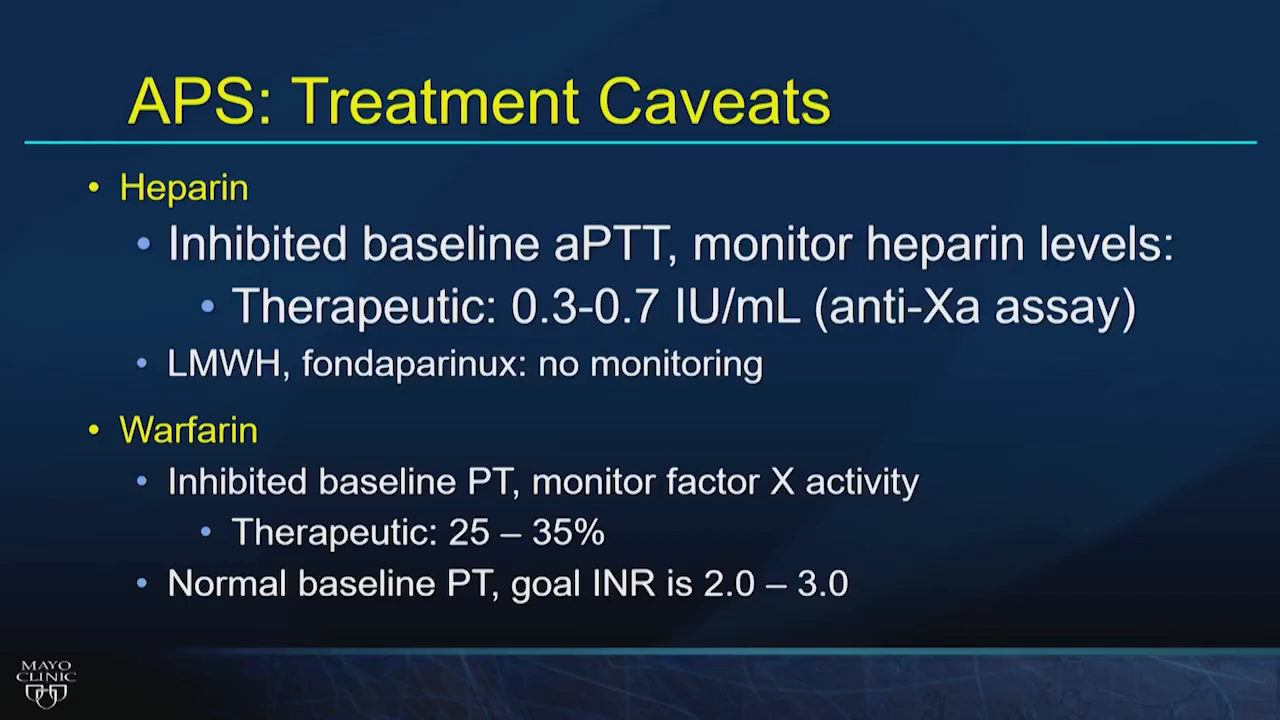 APS: Treatment Caveats
• Heparin
• Inhibited baseline aPTT, monitor heparin levels:
• Therapeutic: 0.3-0.7 IU/mL (anti-Xa assay)
• LMWH, fondaparinux: no monitoring
• Warfarin
• Inhibited baseline PT, monitor factor X activity
• Therapeutic: 25 – 35%
• Normal baseline PT, goal INR is 2.0 – 3.0
MAYO
CLINIC